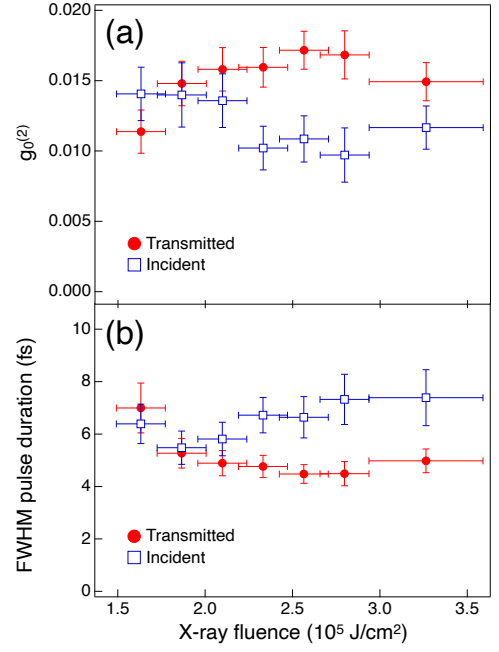 (a)
0.020
0.015
0.010
0.005
0.000
g₀⁽²⁾
Transmitted
Incident
(b)
10
8
6
4
2
0
FWHM pulse duration (fs)
Transmitted
Incident
1.5 2.0 2.5 3.0 3.5
X-ray fluence (10⁵ J/cm²)